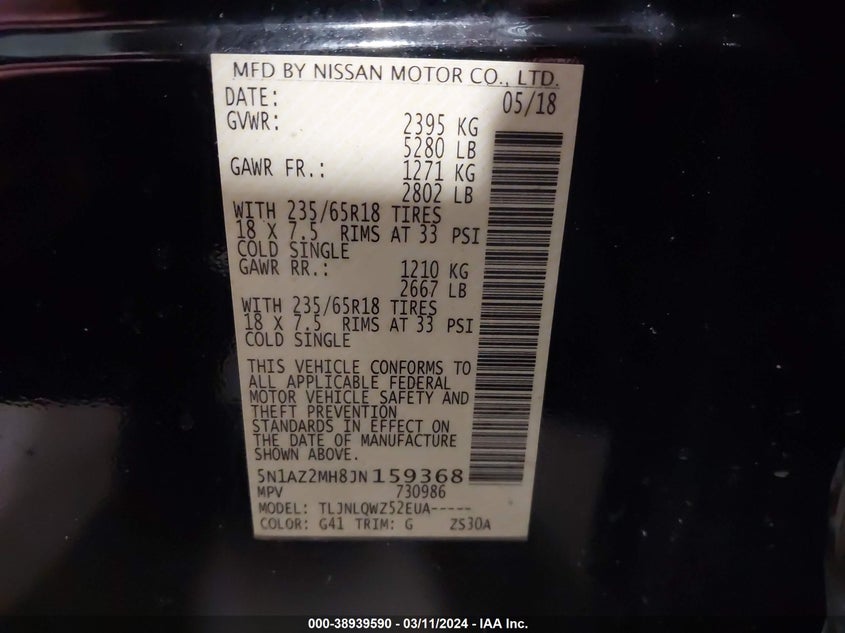 MFD BY NISSAN MOTOR CO., LTD.
DATE: 05/18
GVWR: 2395 KG
5280 LB
GAWR FR.: 1271 KG
2802 LB
WITH 235/65R18 TIRES
18 X 7.5 RIMS AT 33 PSI
COLD SINGLE
GAWR RR.: 1210 KG
2667 LB
WITH 235/65R18 TIRES
18 X 7.5 RIMS AT 33 PSI
COLD SINGLE
THIS VEHICLE CONFORMS TO
ALL APPLICABLE FEDERAL
MOTOR VEHICLE SAFETY AND
THEFT PREVENTION
STANDARDS IN EFFECT ON
THE DATE OF MANUFACTURE
SHOWN ABOVE.
5N1AZ2MH8JN159368
MPV 730986
MODEL: TLJNLQWZ52EUA-----
COLOR: G41 TRIM: G ZS30A
000-38939590 - 03/11/2024 - IAA Inc.